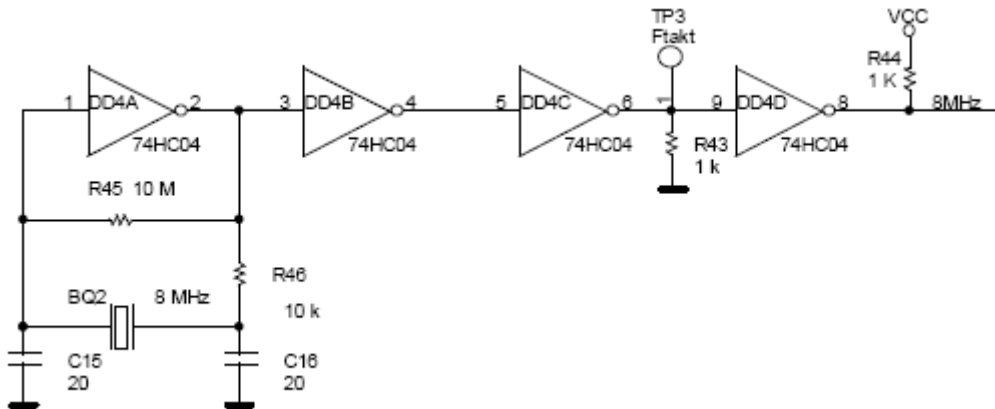 TP3
Ftakt
VCC
R44
1 K
1 DD4A 2
3 DD4B 4
5 DD4C 6
1
9 DD4D 8
8MHz
74HC04
74HC04
74HC04
R43
1 k
74HC04
R45 10 M
R46
10 k
BQ2 8 MHz
C15
20
C16
20